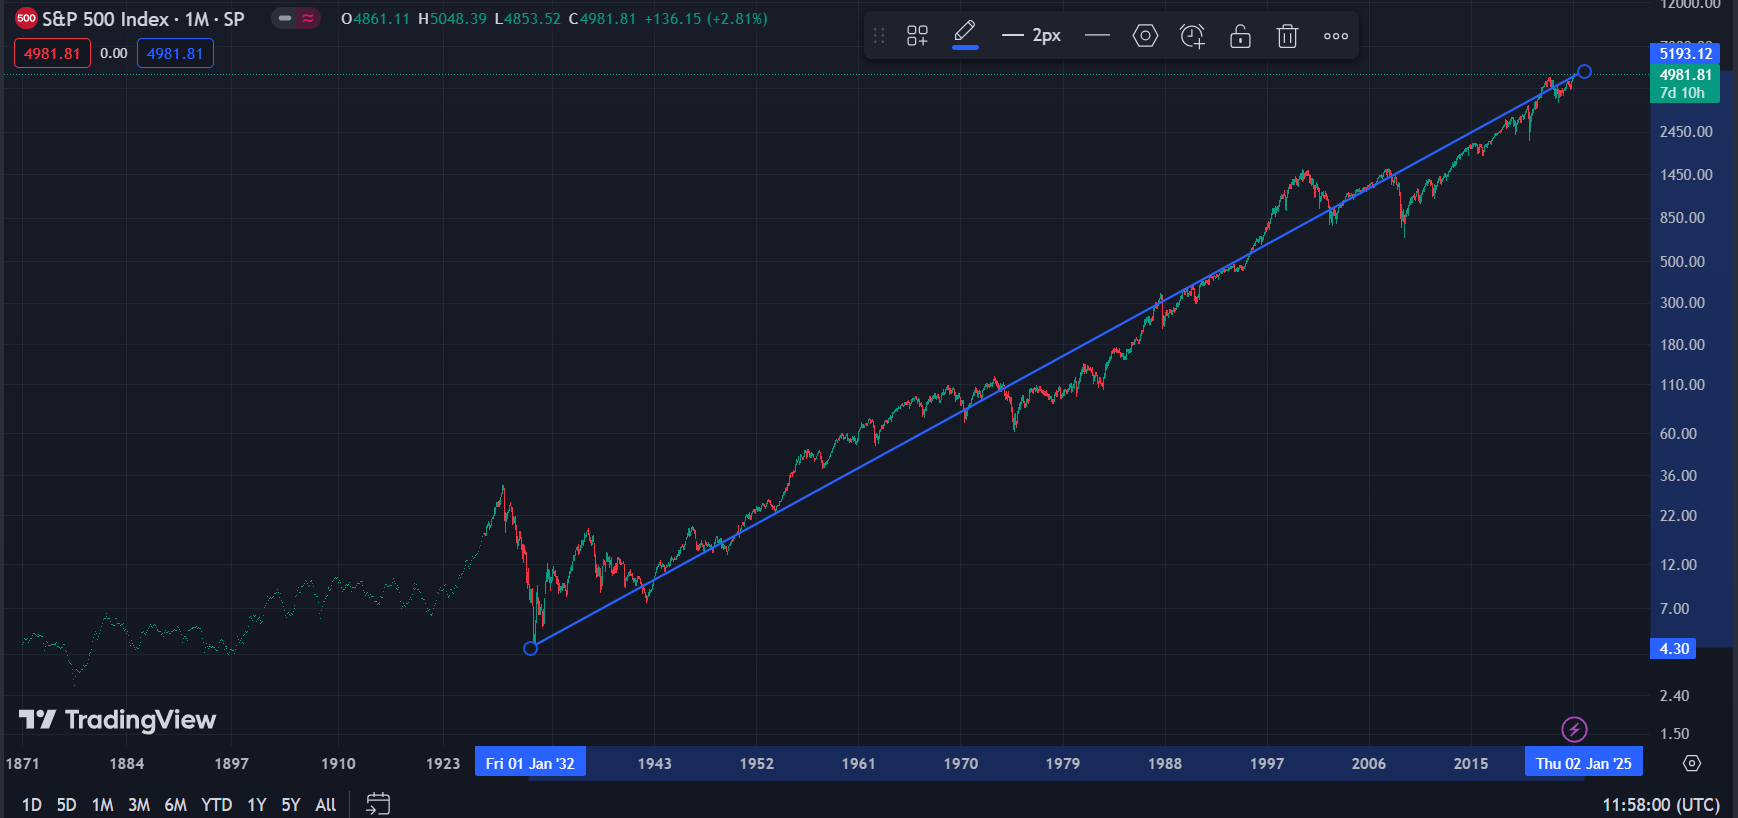 500 S&P 500 Index · 1M · SP O4861.11 H5048.39 L4853.52 C4981.81 +136.15 (+2.81%)
4981.81 0.00 4981.81
2px
12000.00
5193.12
4981.81
7d 10h
2450.00
1450.00
850.00
500.00
300.00
180.00
110.00
60.00
36.00
22.00
12.00
7.00
4.30
2.40
1.50
TradingView
1871 1884 1897 1910 1923 Fri 01 Jan '32 1943 1952 1961 1970 1979 1988 1997 2006 2015 Thu 02 Jan '25
1D 5D 1M 3M 6M YTD 1Y 5Y All 11:58:00 (UTC)